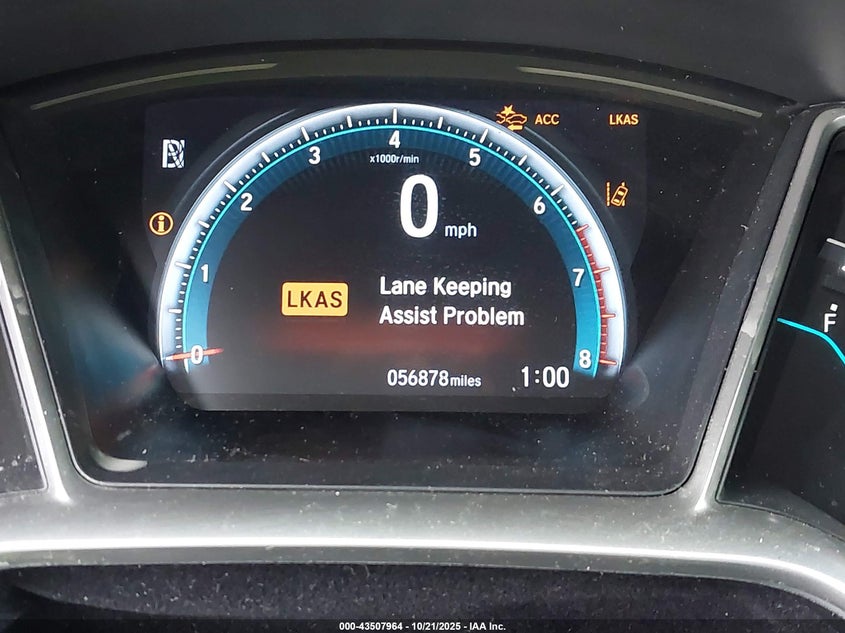 ACC LKAS
4
3 5
x1000r/min
2 0 mph 6
1 7
LKAS
Lane Keeping
Assist Problem
0 8
056878 miles 1:00
F
000-43507964 - 10/21/2025 - IAA Inc.